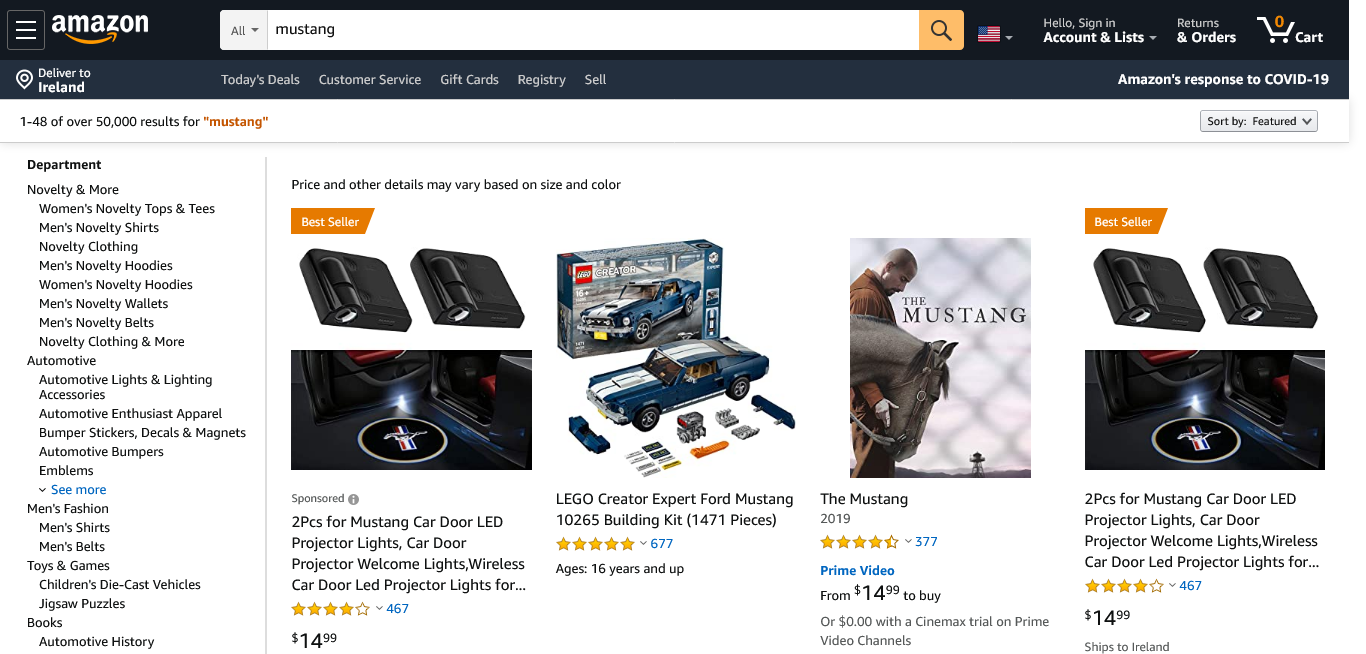 amazon
All
mustang
Hello, Sign in
Account & Lists
Returns
& Orders
0
Cart
Deliver to
Ireland
Today's Deals
Customer Service
Gift Cards
Registry
Sell
Amazon's response to COVID-19
1-48 of over 50,000 results for "mustang"
Sort by: Featured
Department
Novelty & More
Women's Novelty Tops & Tees
Men's Novelty Shirts
Novelty Clothing
Men's Novelty Hoodies
Women's Novelty Hoodies
Men's Novelty Wallets
Men's Novelty Belts
Novelty Clothing & More
Automotive
Automotive Lights & Lighting
Accessories
Automotive Enthusiast Apparel
Bumper Stickers, Decals & Magnets
Automotive Bumpers
Emblems
See more
Men's Fashion
Men's Shirts
Men's Belts
Toys & Games
Children's Die-Cast Vehicles
Jigsaw Puzzles
Books
Automotive History
Price and other details may vary based on size and color
Best Seller
Sponsored
2Pcs for Mustang Car Door LED
Projector Lights, Car Door
Projector Welcome Lights,Wireless
Car Door Led Projector Lights for...
467
$1499
LEGO
CREATOR
16+
LEGO Creator Expert Ford Mustang
10265 Building Kit (1471 Pieces)
677
Ages: 16 years and up
THE
MUSTANG
The Mustang
2019
377
Prime Video
From $1499 to buy
Or $0.00 with a Cinemax trial on Prime
Video Channels
Best Seller
2Pcs for Mustang Car Door LED
Projector Lights, Car Door
Projector Welcome Lights,Wireless
Car Door Led Projector Lights for...
467
$1499
Ships to Ireland